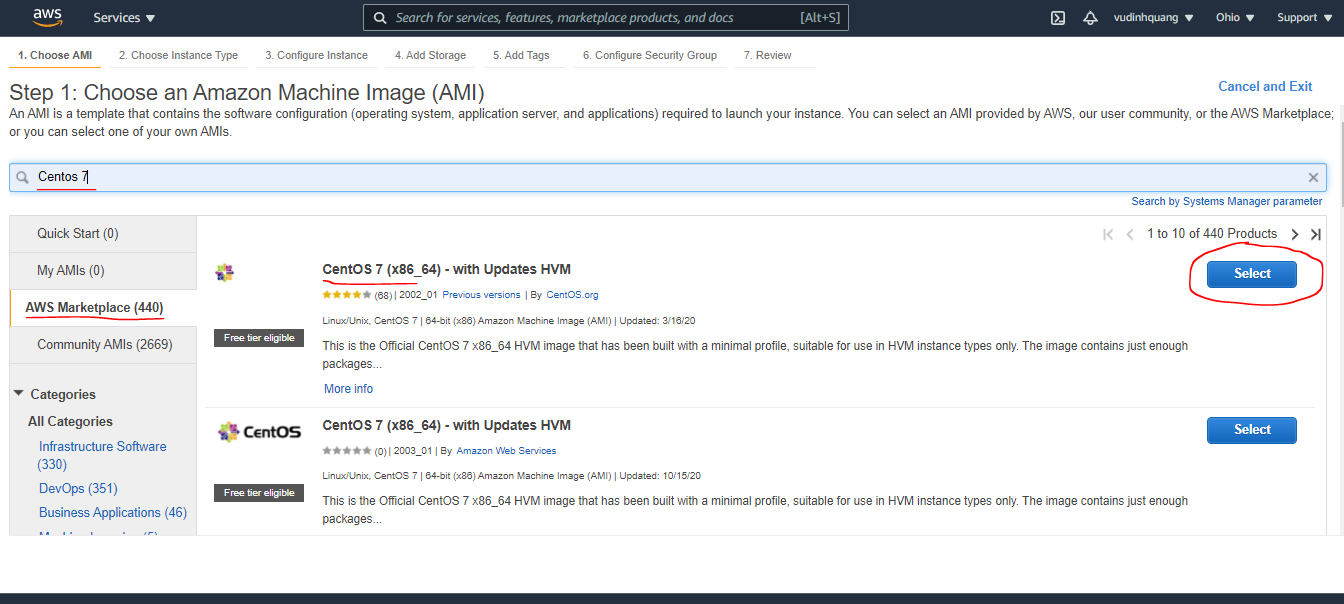 aws Services Search for services, features, marketplace products, and docs [Alt+S] vudinhquang Ohio Support
1. Choose AMI 2. Choose Instance Type 3. Configure Instance 4. Add Storage 5. Add Tags 6. Configure Security Group 7. Review
Step 1: Choose an Amazon Machine Image (AMI)
Cancel and Exit
An AMI is a template that contains the software configuration (operating system, application server, and applications) required to launch your instance. You can select an AMI provided by AWS, our user community, or the AWS Marketplace;
or you can select one of your own AMIs.
Centos 7
Search by Systems Manager parameter
Quick Start (0)
My AMIs (0)
AWS Marketplace (440)
Community AMIs (2669)
Categories
All Categories
Infrastructure Software
(330)
DevOps (351)
Business Applications (46)
1 to 10 of 440 Products
CentOS 7 (x86_64) - with Updates HVM
Select
(68) | 2002_01 Previous versions | By CentOS.org
Linux/Unix, CentOS 7 | 64-bit (x86) Amazon Machine Image (AMI) | Updated: 3/16/20
Free tier eligible
This is the Official CentOS 7 x86_64 HVM image that has been built with a minimal profile, suitable for use in HVM instance types only. The image contains just enough
packages...
More info
CentOS
CentOS 7 (x86_64) - with Updates HVM
Select
(0) | 2003_01 | By Amazon Web Services
Linux/Unix, CentOS 7 | 64-bit (x86) Amazon Machine Image (AMI) | Updated: 10/15/20
Free tier eligible
This is the Official CentOS 7 x86_64 HVM image that has been built with a minimal profile, suitable for use in HVM instance types only. The image contains just enough
packages...